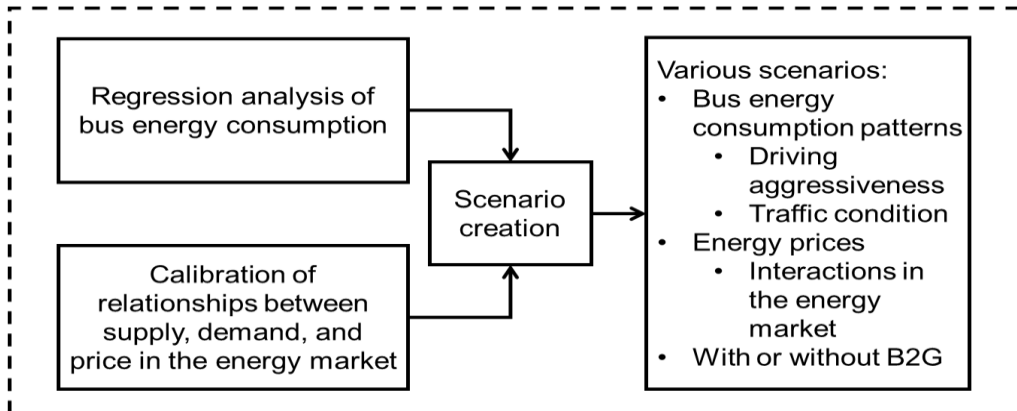 Regression analysis of
bus energy consumption
Calibration of
relationships between
supply, demand, and
price in the energy market
Scenario
creation
Various scenarios:
• Bus energy
consumption patterns
• Driving
aggressiveness
• Traffic condition
• Energy prices
• Interactions in
the energy
market
• With or without B2G